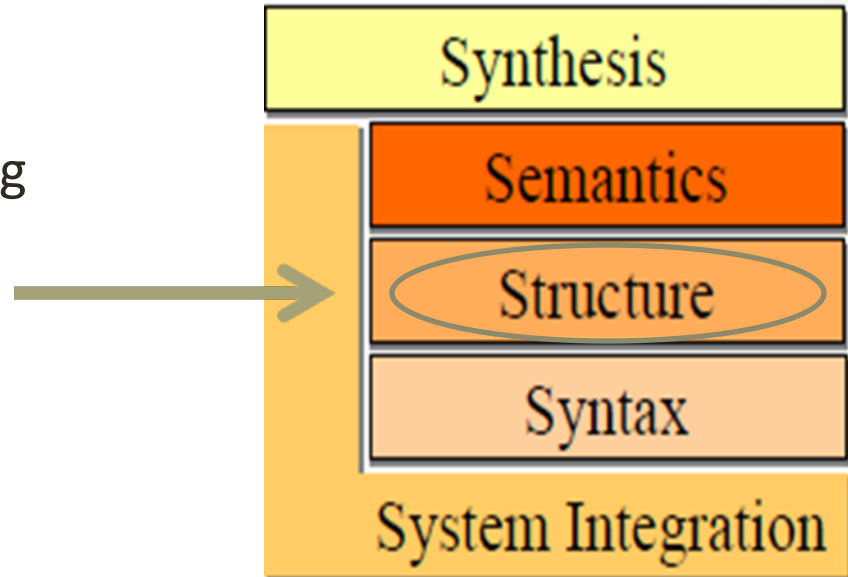 Synthesis
g
Semantics
Structure
Syntax
System Integration